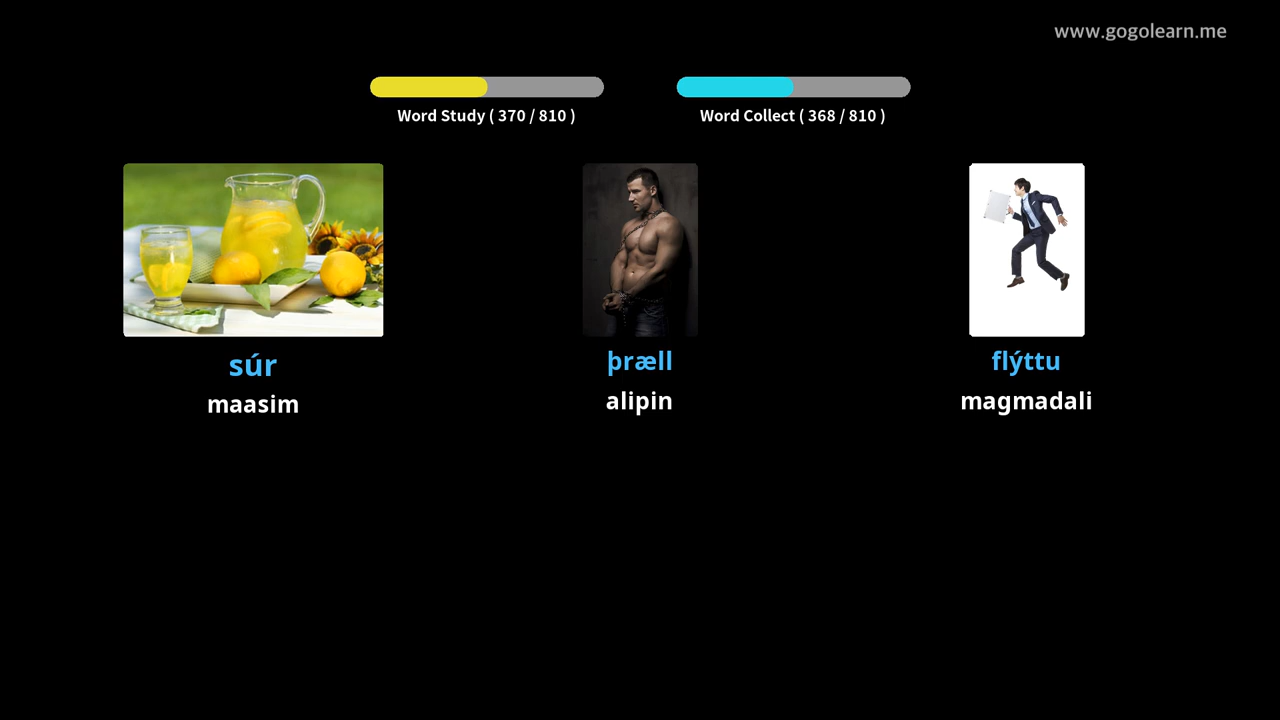 www.gogolearn.me
Word Study ( 370 / 810 )
Word Collect ( 368 / 810 )
súr
þræll
flýttu
maasim
alipin
magmadali